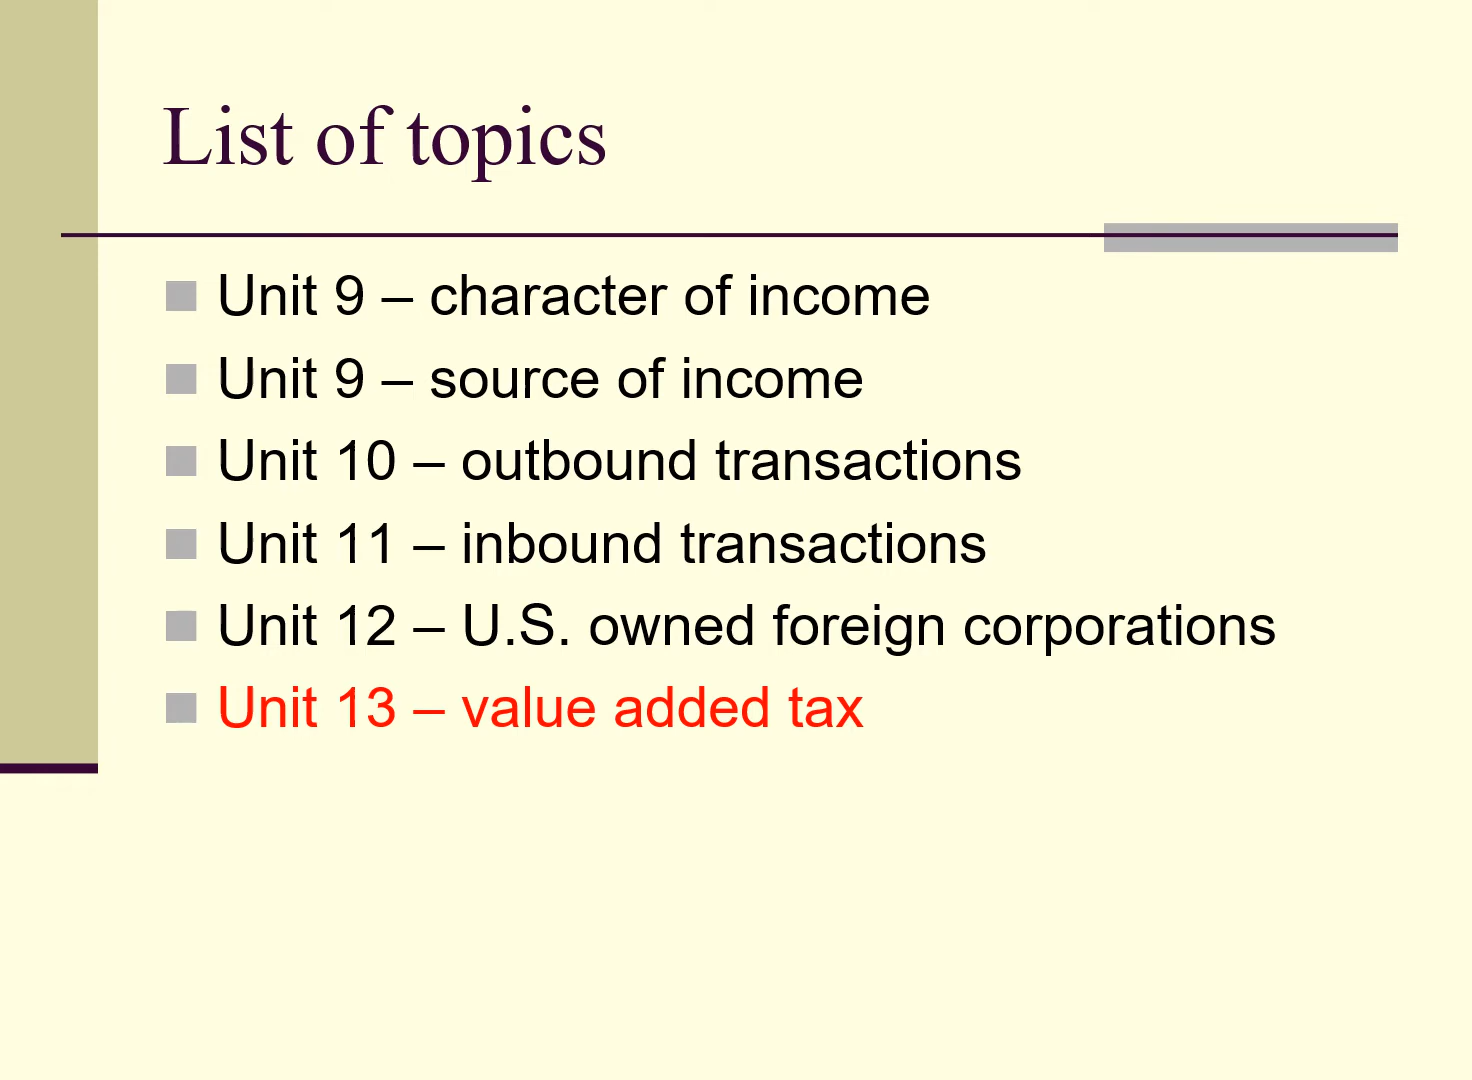 List of topics
Unit 9 – character of income
Unit 9 – source of income
Unit 10 – outbound transactions
Unit 11 – inbound transactions
Unit 12 – U.S. owned foreign corporations
Unit 13 – value added tax